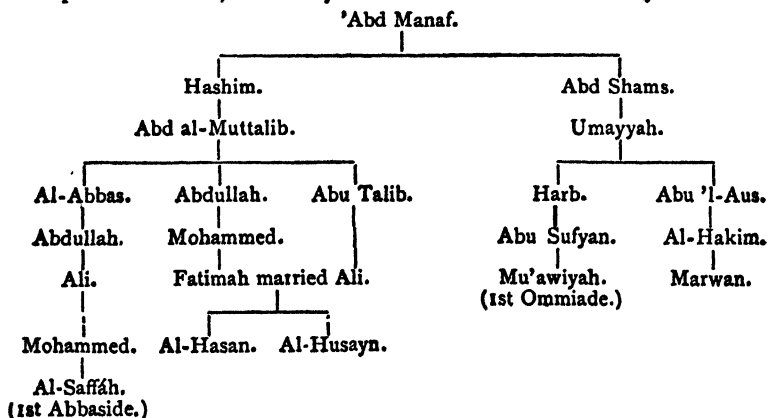 'Abd Manaf.
Hashim. Abd Shams.
Abd al-Muttalib. Umayyah.
Al-Abbas. Abdullah. Abu Talib. Harb. Abu 'l-Aus.
Abdullah. Mohammed. Abu Sufyan. Al-Hakim.
Ali. Fatimah married Ali. Mu'awiyah. Marwan.
(1st Ommiade.)
Mohammed. Al-Hasan. Al-Husayn.
Al-Saffáh.
(1st Abbaside.)